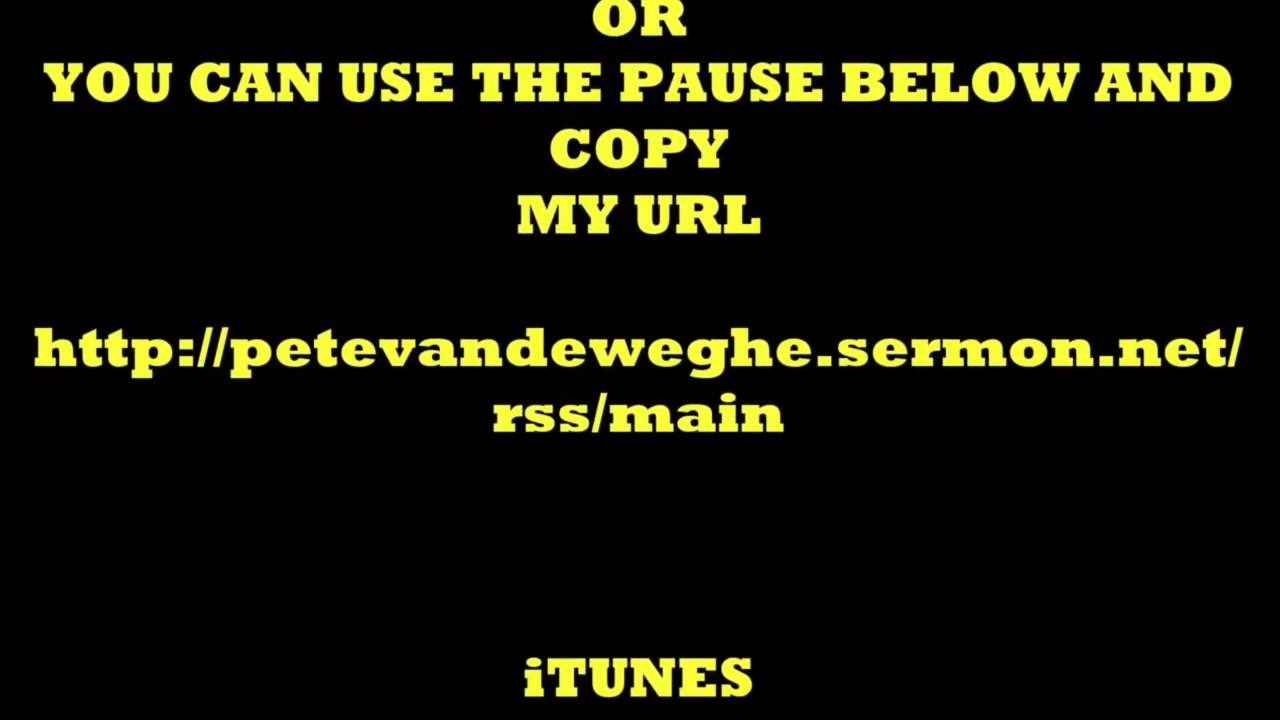 OR
YOU CAN USE THE PAUSE BELOW AND
COPY
MY URL
http://petevandeweghe.sermon.net/
rss/main
iTUNES